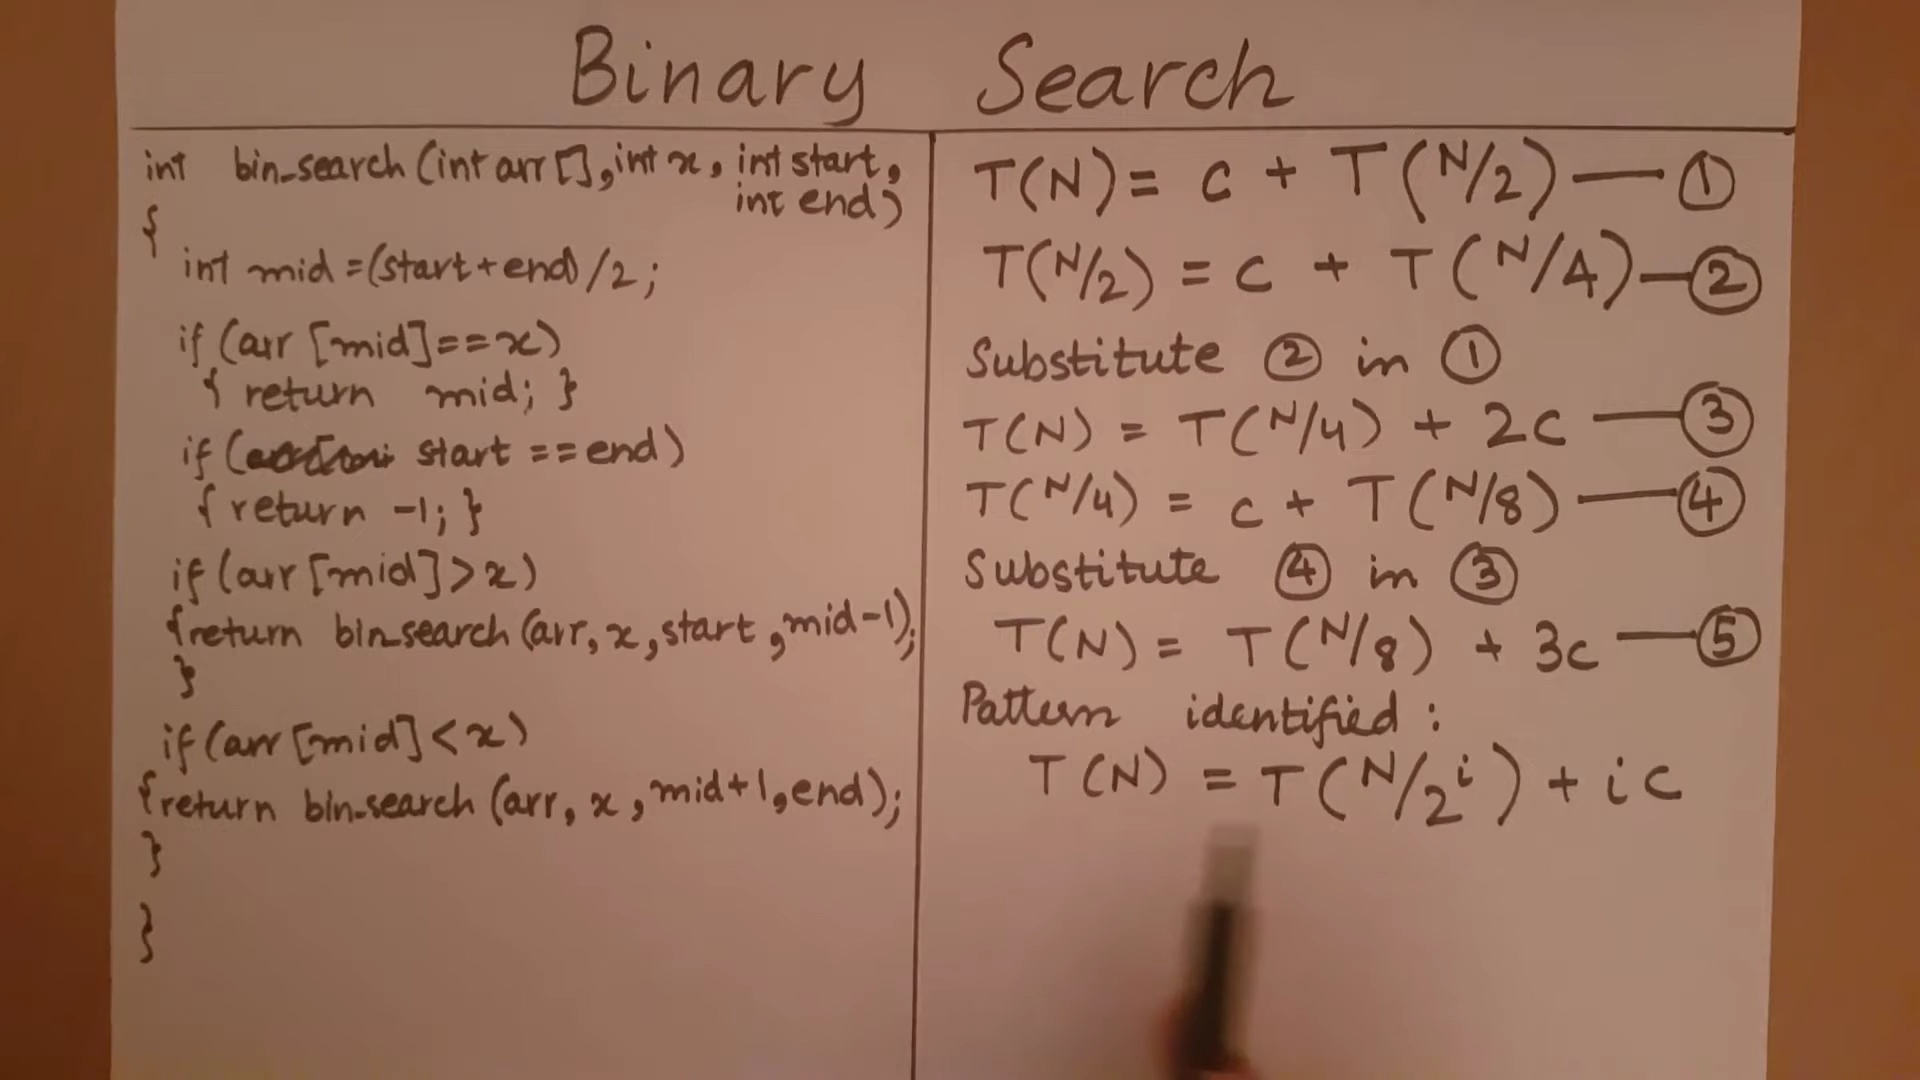 Binary Search
int bin_search(int arr[], int x, int start,
int end)
{
int mid=(start+end)/2;
if (arr [mid]==x)
{ return mid; }
if ( start ==end)
{ return -1; }
if (arr [mid]>x)
{return bin_search (arr, x, start, mid-1);
}
if (arr [mid]<x)
{return bin_search (arr, x, mid+1, end);
}
}
T(N)= c + T(N/2) — ①
T(N/2) = c + T(N/4) — ②
Substitute ② in ①
T(N) = T(N/4) + 2c — ③
T(N/4) = c + T(N/8) — ④
Substitute ④ in ③
T(N) = T(N/8) + 3c — ⑤
Pattern identified :
T(N) = T(N/2^i) + ic